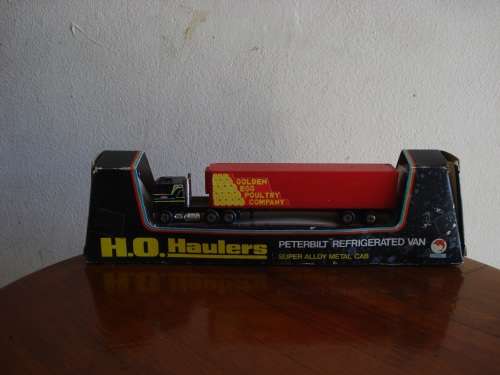 GOLDEN
EGG
POULTRY
COMPANY
H.O. Haulers
PETERBILT REFRIGERATED VAN
SUPER ALLOY METAL CAB